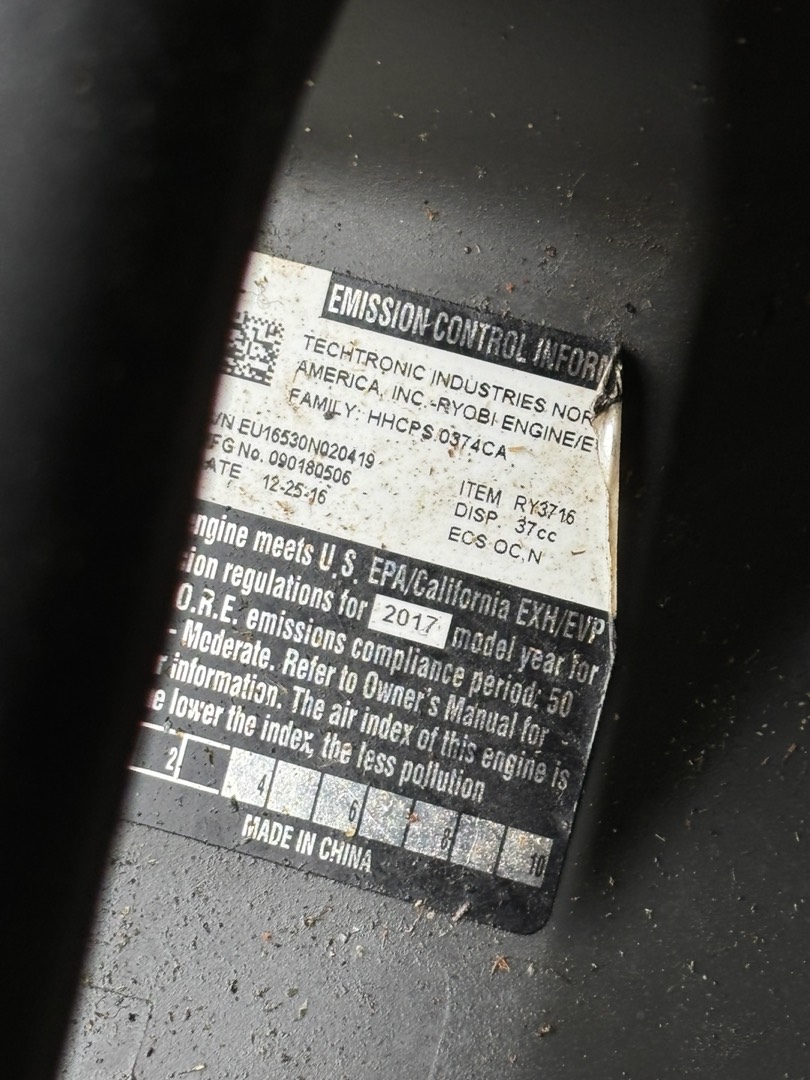 EMISSION CONTROL INFOR
TECHTRONIC INDUSTRIES NOR
AMERICA, INC.-RYOBI ENGINE/E
FAMILY: HHCPS.0374CA
/N EU16530N020419
FG No. 090180506
ATE 12-25-16
ITEM RY3716
DISP 37cc
ECS OC,N
ngine meets U.S. EPA/California EXH/EVP
ion regulations for 2017 model year for
O.R.E. emissions compliance period: 50
- Moderate. Refer to Owner's Manual for
r information. The air index of this engine is
e lower the index, the less pollution
2 4 6 8 10
MADE IN CHINA